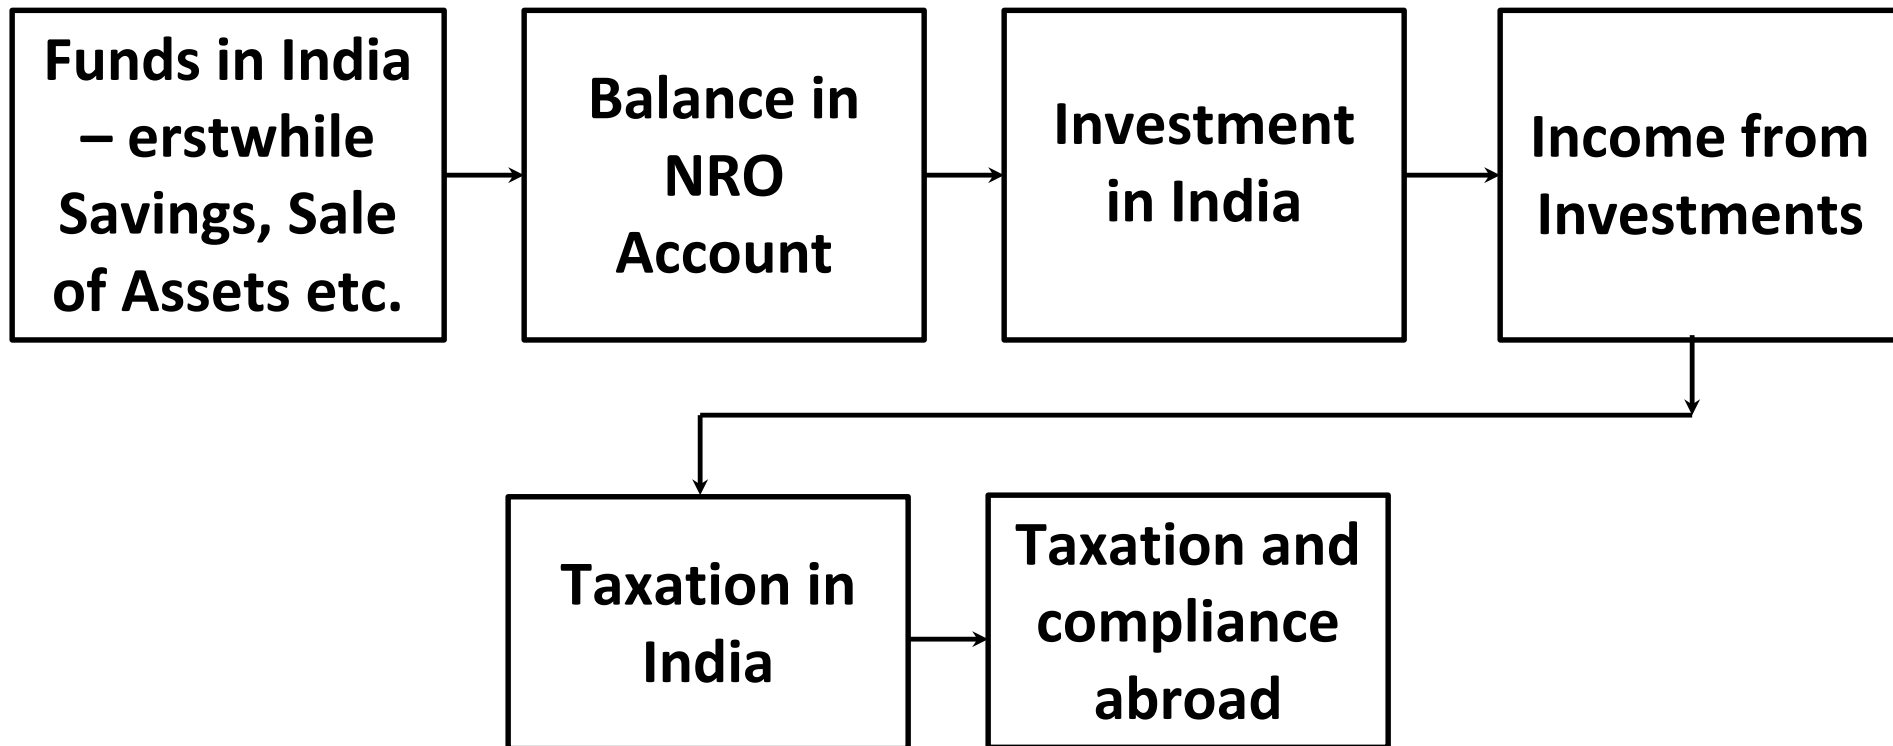 Funds in India
– erstwhile
Savings, Sale
of Assets etc.
Balance in
NRO
Account
Investment
in India
Income from
Investments
Taxation in
India
Taxation and
compliance
abroad